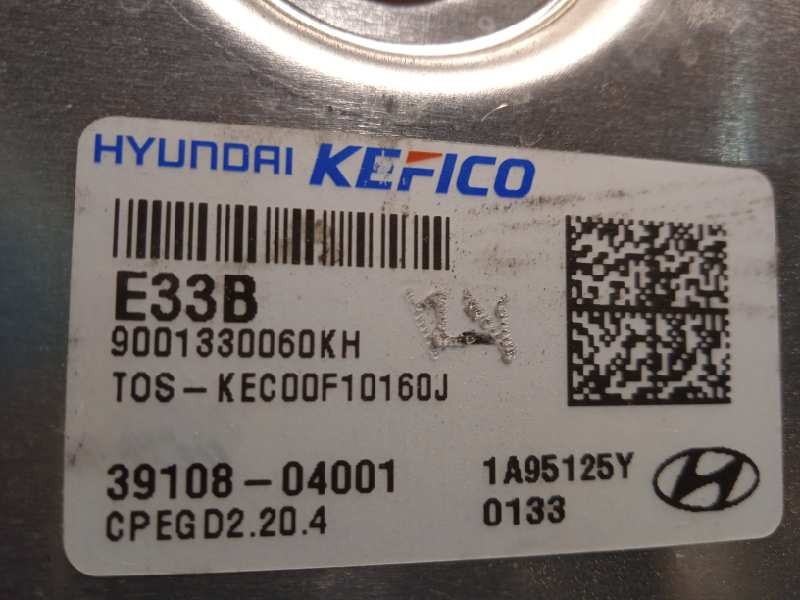 HYUNDAI KEFICO
E33B
9001330060KH
TOS-KEC00F10160J
39108-04001
1A95125Y
CPEGD2.20.4
0133